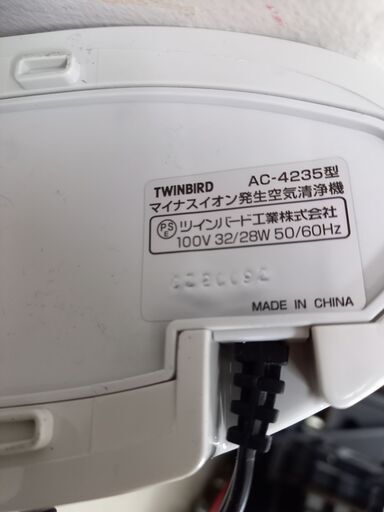 TWINBIRD AC-4235型
マイナスイオン発生空気清浄機
PSE ツインバード工業株式会社
100V 32/28W 50/60Hz
MADE IN CHINA